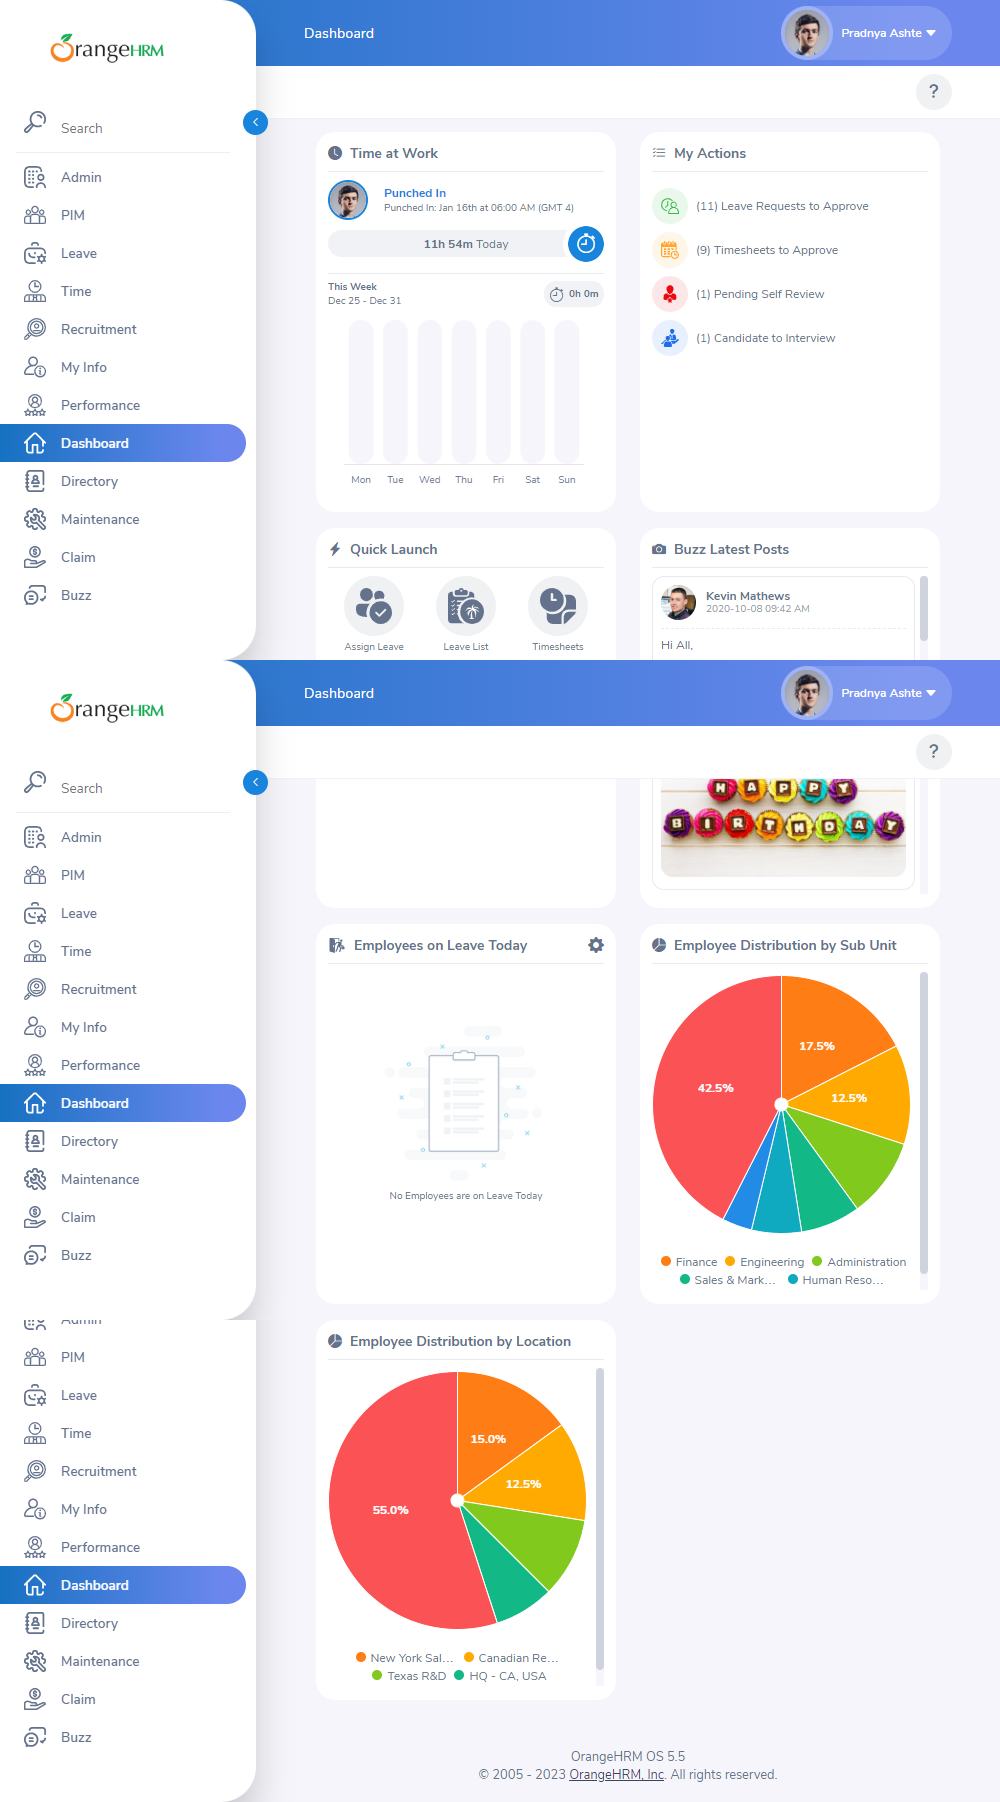 OrangeHRM
Dashboard
Pradnya Ashte
?
Search
Admin
PIM
Leave
Time
Recruitment
My Info
Performance
Dashboard
Directory
Maintenance
Claim
Buzz
Time at Work
Punched In
Punched In: Jan 16th at 06:00 AM (GMT 4)
11h 54m Today
This Week
Dec 25 - Dec 31
0h 0m
Mon Tue Wed Thu Fri Sat Sun
My Actions
(11) Leave Requests to Approve
(9) Timesheets to Approve
(1) Pending Self Review
(1) Candidate to Interview
Quick Launch
Assign Leave
Leave List
Timesheets
Buzz Latest Posts
Kevin Mathews
2020-10-08 09:42 AM
Hi All,
OrangeHRM
Dashboard
Pradnya Ashte
?
Search
Admin
PIM
Leave
Time
Recruitment
My Info
Performance
Dashboard
Directory
Maintenance
Claim
Buzz
HAPPY
BIRTHDAY
Employees on Leave Today
No Employees are on Leave Today
Employee Distribution by Sub Unit
17.5%
42.5%
12.5%
Finance Engineering Administration
Sales & Mark... Human Reso...
Admin
PIM
Leave
Time
Recruitment
My Info
Performance
Dashboard
Directory
Maintenance
Claim
Buzz
Employee Distribution by Location
15.0%
12.5%
55.0%
New York Sal... Canadian Re...
Texas R&D HQ - CA, USA
OrangeHRM OS 5.5
© 2005 - 2023 OrangeHRM, Inc. All rights reserved.